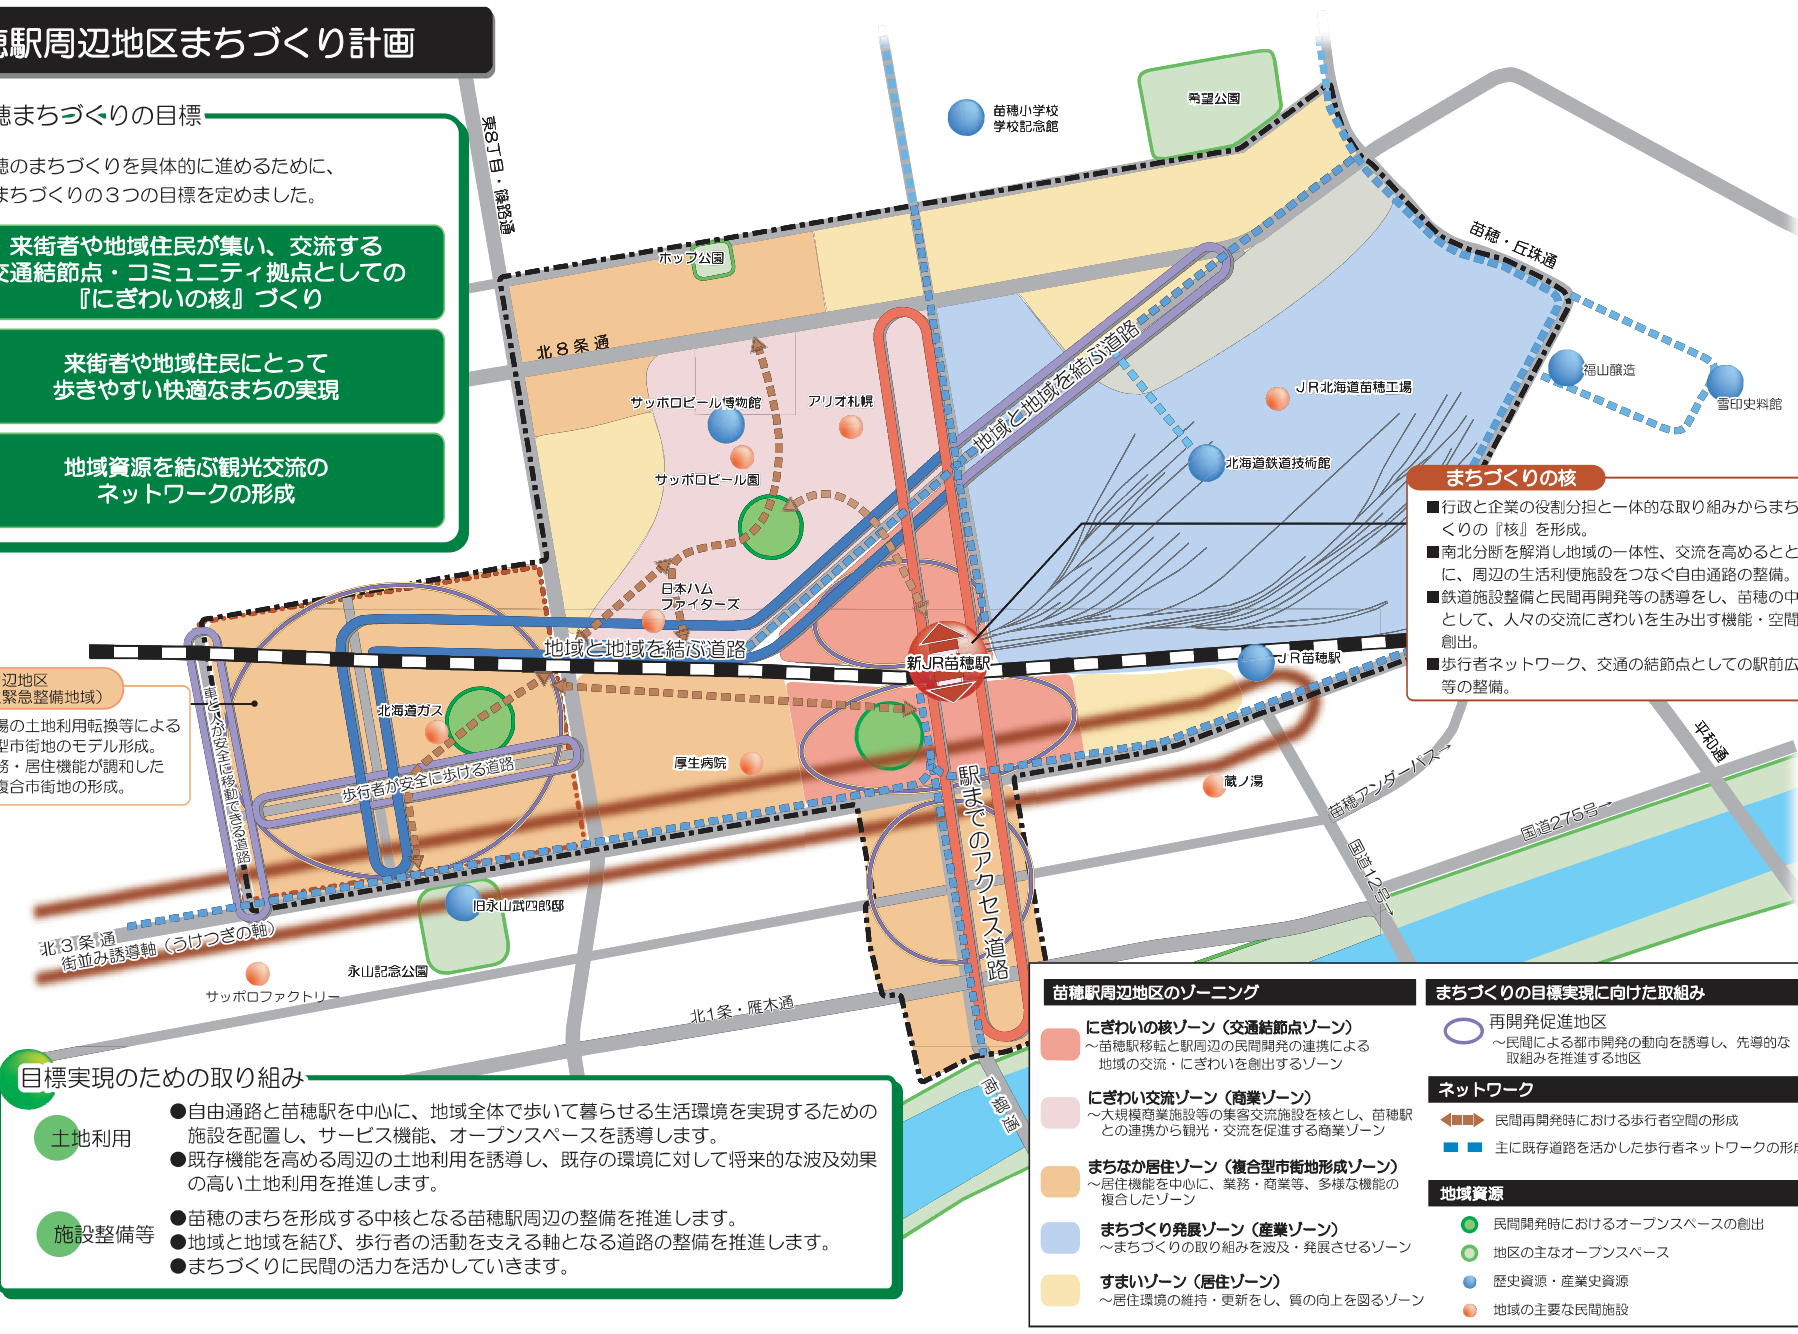 穂駅周辺地区まちづくり計画
穂まちづくりの目標
穂のまちづくりを具体的に進めるために、
まちづくりの３つの目標を定めました。
来街者や地域住民が集い、交流する
交通結節点・コミュニティ拠点としての
『にぎわいの核』づくり
来街者や地域住民にとって
歩きやすい快適なまちの実現
地域資源を結ぶ観光交流の
ネットワークの形成
東8丁目・篠路通
苗穂小学校
学校記念館
希望公園
ホップ公園
北８条通
苗穂・丘珠通
サッポロビール博物館
アリオ札幌
サッポロビール園
地域と地域を結ぶ道路
ＪＲ北海道苗穂工場
北海道鉄道技術館
福山醸造
雪印史料館
日本ハム
ファイターズ
地域と地域を結ぶ道路
新JR苗穂駅
ＪＲ苗穂駅
まちづくりの核
■行政と企業の役割分担と一体的な取り組みからまち
くりの『核』を形成。
■南北分断を解消し地域の一体性、交流を高めるとと
に、周辺の生活利便施設をつなぐ自由通路の整備。
■鉄道施設整備と民間再開発等の誘導をし、苗穂の中
として、人々の交流にぎわいを生み出す機能・空間
創出。
■歩行者ネットワーク、交通の結節点としての駅前広
等の整備。
辺地区
緊急整備地域）
場の土地利用転換等による
型市街地のモデル形成。
務・居住機能が調和した
複合市街地の形成。
車と人が安全に移動できる道路
北海道ガス
歩行者が安全に歩ける道路
厚生病院
駅までのアクセス道路
蔵ノ湯
苗穂アンダーパス→
国道275号→
国道12号→
平和通
旧永山武四郎邸
永山記念公園
北３条通
街並み誘導軸（うけつぎの軸）
サッポロファクトリー
北1条・雁木通
南郷通
目標実現のための取り組み
土地利用
●自由通路と苗穂駅を中心に、地域全体で歩いて暮らせる生活環境を実現するための
施設を配置し、サービス機能、オープンスペースを誘導します。
●既存機能を高める周辺の土地利用を誘導し、既存の環境に対して将来的な波及効果
の高い土地利用を推進します。
施設整備等
●苗穂のまちを形成する中核となる苗穂駅周辺の整備を推進します。
●地域と地域を結び、歩行者の活動を支える軸となる道路の整備を推進します。
●まちづくりに民間の活力を活かしていきます。
苗穂駅周辺地区のゾーニング
にぎわいの核ゾーン（交通結節点ゾーン）
～苗穂駅移転と駅周辺の民間開発の連携による
地域の交流・にぎわいを創出するゾーン
にぎわい交流ゾーン（商業ゾーン）
～大規模商業施設等の集客交流施設を核とし、苗穂駅
との連携から観光・交流を促進する商業ゾーン
まちなか居住ゾーン（複合型市街地形成ゾーン）
～居住機能を中心に、業務・商業等、多様な機能の
複合したゾーン
まちづくり発展ゾーン（産業ゾーン）
～まちづくりの取り組みを波及・発展させるゾーン
すまいゾーン（居住ゾーン）
～居住環境の維持・更新をし、質の向上を図るゾーン
まちづくりの目標実現に向けた取組み
再開発促進地区
～民間による都市開発の動向を誘導し、先導的な
取組みを推進する地区
ネットワーク
民間再開発時における歩行者空間の形成
主に既存道路を活かした歩行者ネットワークの形成
地域資源
民間開発時におけるオープンスペースの創出
地区の主なオープンスペース
歴史資源・産業史資源
地域の主要な民間施設